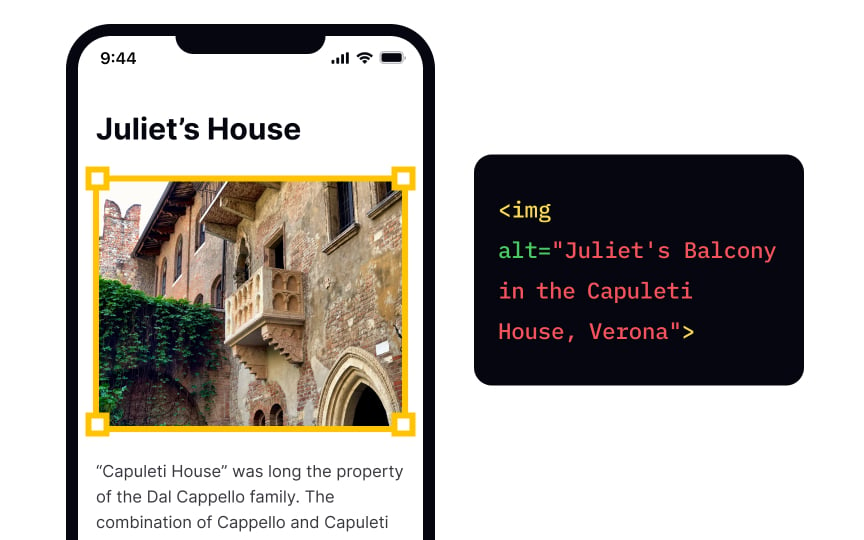 9:44
Juliet’s House
“Capuleti House” was long the property
of the Dal Cappello family. The
combination of Cappello and Capuleti
<img
alt="Juliet's Balcony
in the Capuleti
House, Verona">